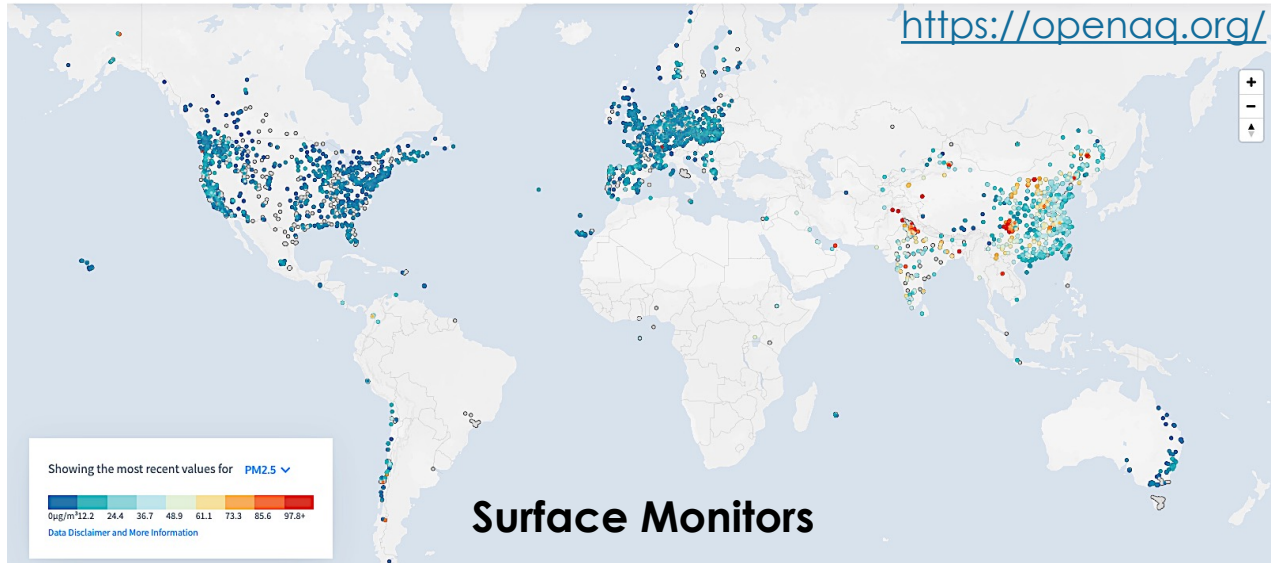 https://openaq.org/
+
−
Showing the most recent values for PM2.5
0µg/m³12.2 24.4 36.7 48.9 61.1 73.3 85.6 97.8+
Data Disclaimer and More Information
Surface Monitors